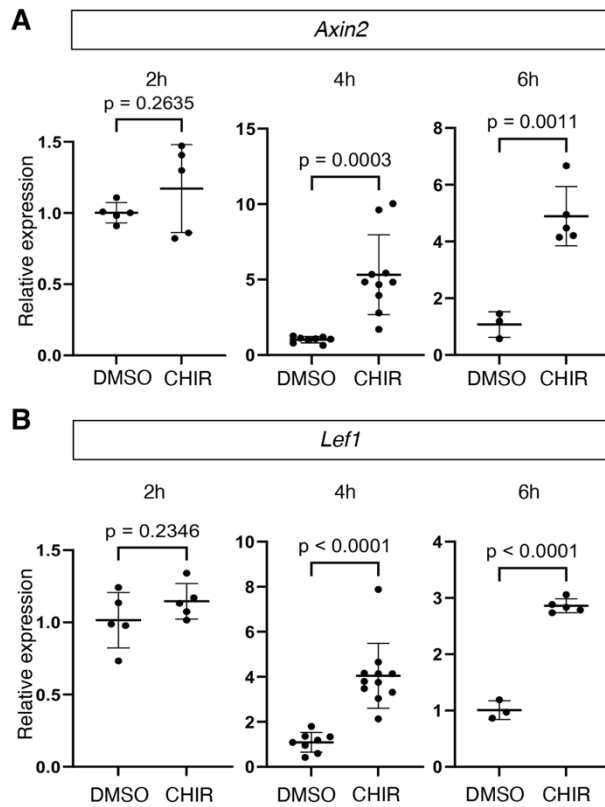 A
Axin2
2h
4h
6h
p = 0.2635
p = 0.0003
p = 0.0011
Relative expression
1.5
1.0
0.5
0.0
15
10
5
0
8
6
4
2
0
DMSO CHIR
DMSO CHIR
DMSO CHIR
B
Lef1
2h
4h
6h
p = 0.2346
p < 0.0001
p < 0.0001
Relative expression
1.5
1.0
0.5
0.0
10
8
6
4
2
0
4
3
2
1
0
DMSO CHIR
DMSO CHIR
DMSO CHIR